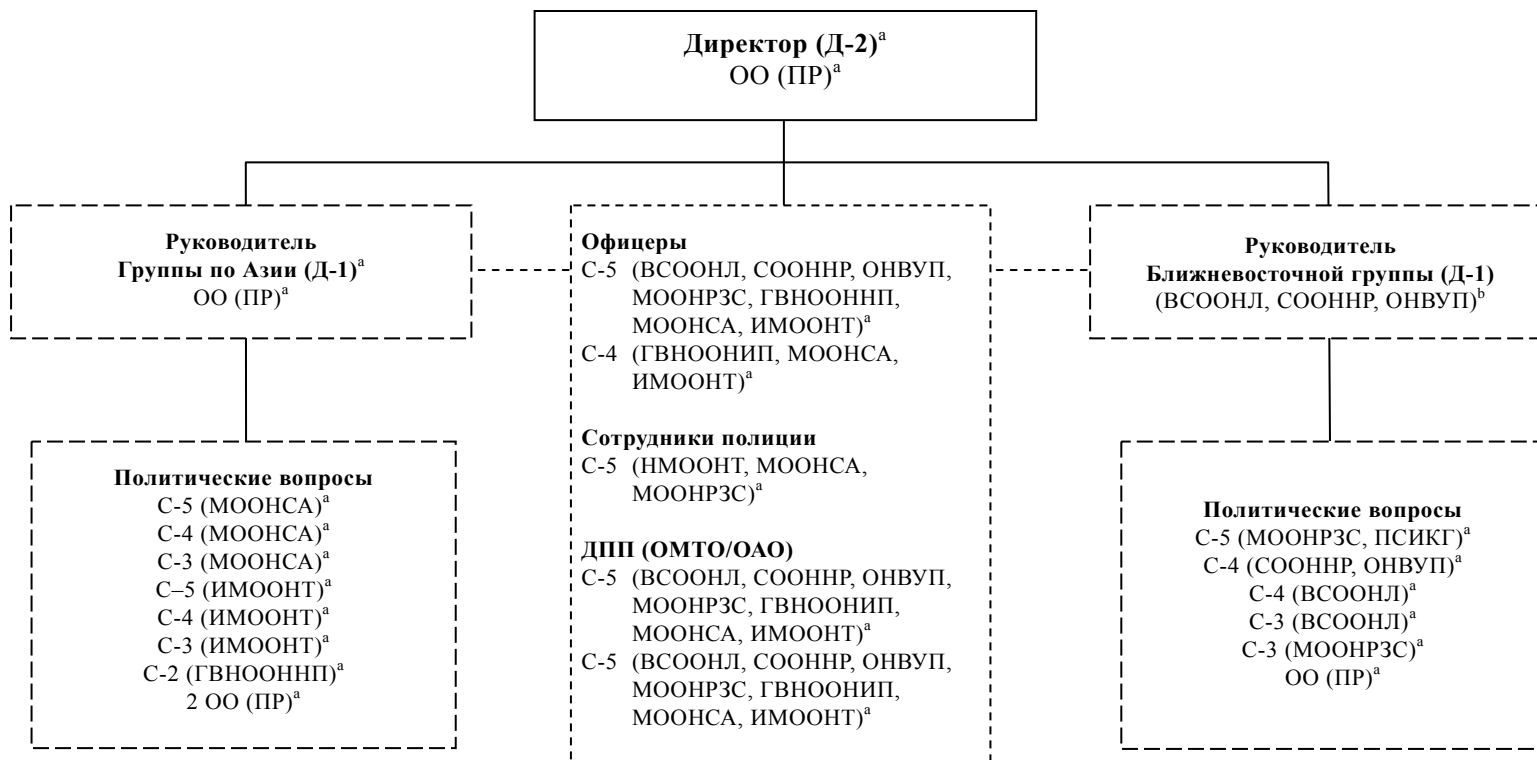 Директор (Д-2)ᵃ
ОО (ПР)ᵃ
Руководитель
Группы по Азии (Д-1)ᵃ
ОО (ПР)ᵃ
Политические вопросы
С-5 (МООНСА)ᵃ
С-4 (МООНСА)ᵃ
С-3 (МООНСА)ᵃ
С–5 (ИМООНТ)ᵃ
С-4 (ИМООНТ)ᵃ
С-3 (ИМООНТ)ᵃ
С-2 (ГВНООННП)ᵃ
2 ОО (ПР)ᵃ
Офицеры
С-5 (ВСООНЛ, СООННР, ОНВУП,
МООНРЗС, ГВНООННП,
МООНСА, ИМООНТ)ᵃ
С-4 (ГВНООНИП, МООНСА,
ИМООНТ)ᵃ
Сотрудники полиции
С-5 (НМООНТ, МООНСА,
МООНРЗС)ᵃ
ДПП (ОМТО/ОАО)
С-5 (ВСООНЛ, СООННР, ОНВУП,
МООНРЗС, ГВНООНИП,
МООНСА, ИМООНТ)ᵃ
С-5 (ВСООНЛ, СООННР, ОНВУП,
МООНРЗС, ГВНООНИП,
МООНСА, ИМООНТ)ᵃ
Руководитель
Ближневосточной группы (Д-1)
(ВСООНЛ, СООННР, ОНВУП)ᵇ
Политические вопросы
С-5 (МООНРЗС, ПСИКГ)ᵃ
С-4 (СООННР, ОНВУП)ᵃ
С-4 (ВСООНЛ)ᵃ
С-3 (ВСООНЛ)ᵃ
С-3 (МООНРЗС)ᵃ
ОО (ПР)ᵃ